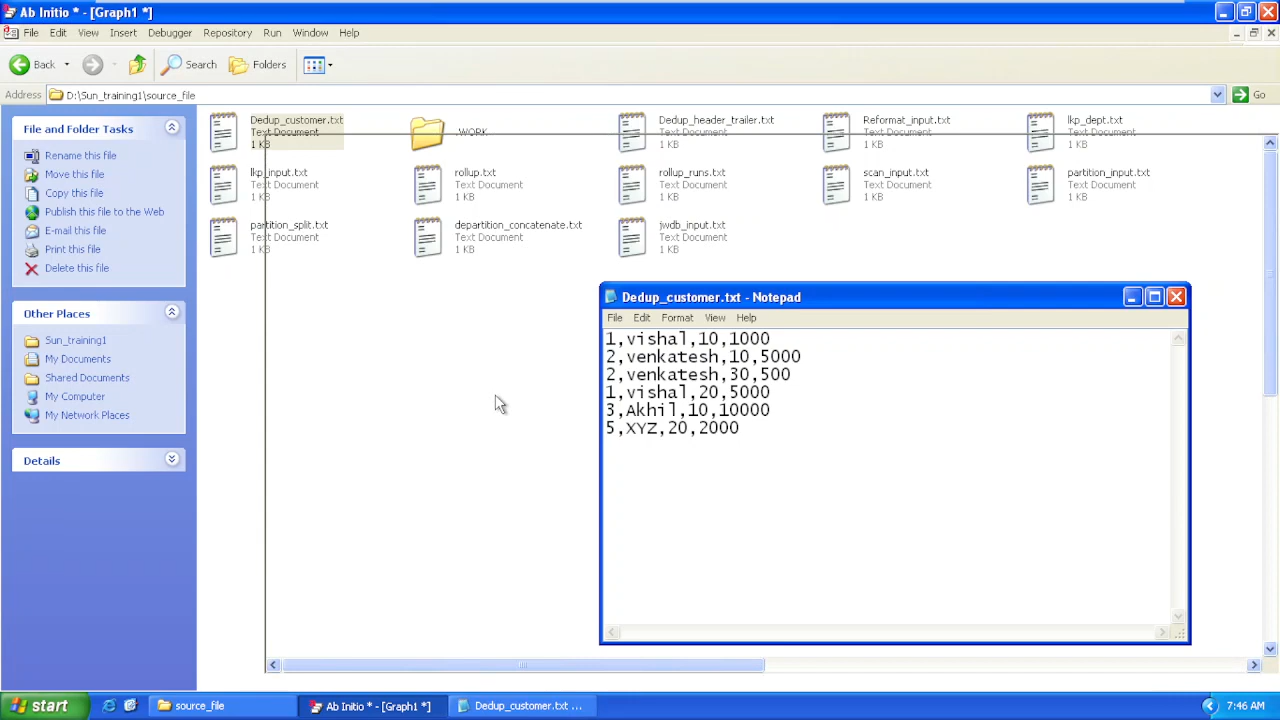 Ab Initio * - [Graph1 *]
File Edit View Insert Debugger Repository Run Window Help
Back Search Folders
Address D:\Sun_training1\source_file Go
File and Folder Tasks
Rename this file
Move this file
Copy this file
Publish this file to the Web
E-mail this file
Print this file
Delete this file
Other Places
Sun_training1
My Documents
Shared Documents
My Computer
My Network Places
Details
Dedup_customer.txt
Text Document
1 KB
.WORK
Dedup_header_trailer.txt
Text Document
1 KB
Reformat_input.txt
Text Document
1 KB
lkp_dept.txt
Text Document
1 KB
lkp_input.txt
Text Document
1 KB
rollup.txt
Text Document
1 KB
rollup_runs.txt
Text Document
1 KB
scan_input.txt
Text Document
1 KB
partition_input.txt
Text Document
1 KB
partition_split.txt
Text Document
1 KB
departition_concatenate.txt
Text Document
1 KB
jwdb_input.txt
Text Document
1 KB
Dedup_customer.txt - Notepad
File Edit Format View Help
1,vishal,10,1000
2,venkatesh,10,5000
2,venkatesh,30,500
1,vishal,20,5000
3,Akhil,10,10000
5,XYZ,20,2000
start source_file Ab Initio * - [Graph1 *] Dedup_customer.txt ... 7:46 AM